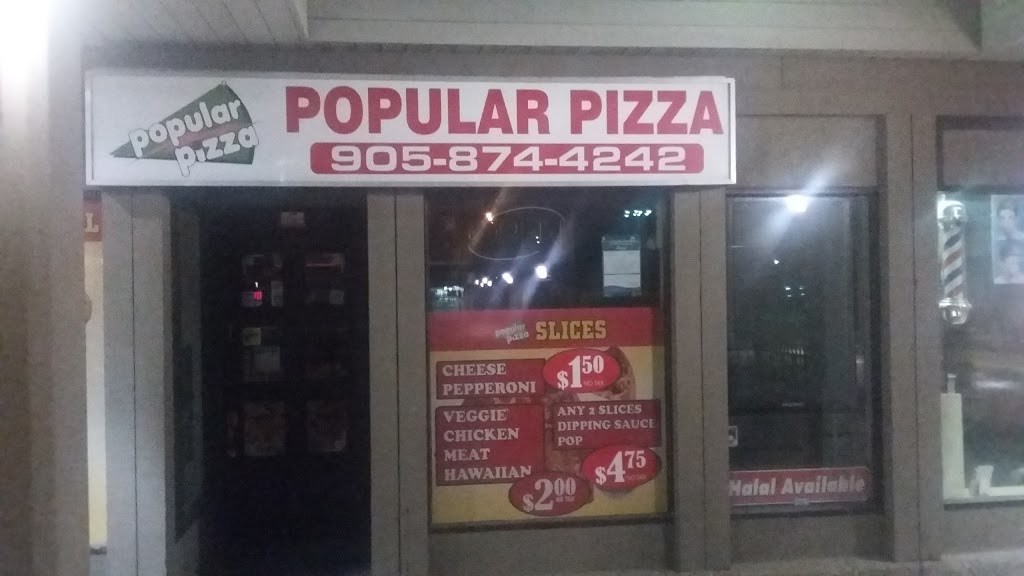 popular
pizza
POPULAR PIZZA
905-874-4242
L
popular
pizza
SLICES
CHEESE
PEPPERONI
$1.50
VEGGIE
CHICKEN
MEAT
HAWAIIAN
ANY 2 SLICES
DIPPING SAUCE
POP
$4.75
$2.00
Halal Available